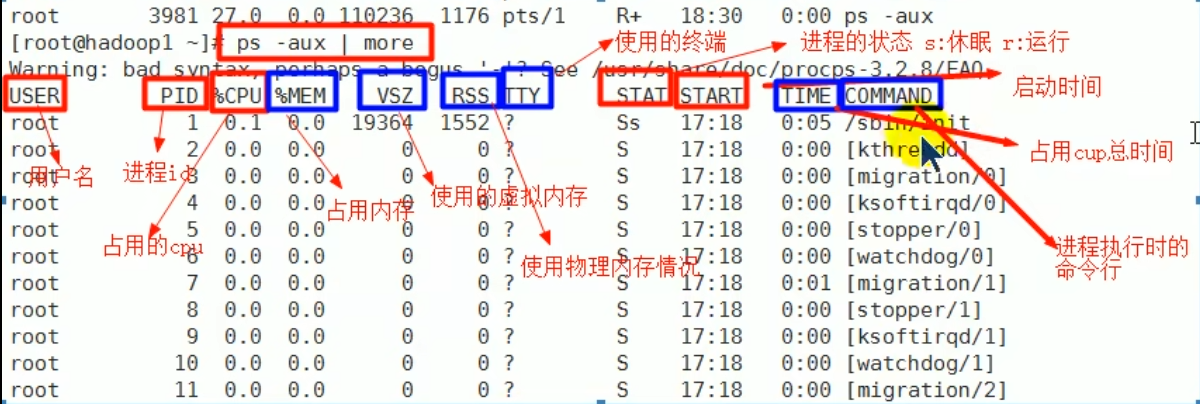 root 3981 27.0 0.0 110236 1176 pts/1 R+ 18:30 0:00 ps -aux
[root@hadoop1 ~]# ps -aux | more
使用的终端
进程的状态 s:休眠 r:运行
Warning: bad syntax, perhaps a bogus '-'? See /usr/share/doc/procps-3.2.8/FAQ
启动时间
USER PID %CPU %MEM VSZ RSS TTY STAT START TIME COMMAND
root 1 0.1 0.0 19364 1552 ? Ss 17:18 0:05 /sbin/init
占用cup总时间
root 2 0.0 0.0 0 0 ? S 17:18 0:00 [kthreadd]
用户名
进程id
root 3 0.0 0.0 0 0 ? S 17:18 0:00 [migration/0]
使用的虚拟内存
占用内存
root 4 0.0 0.0 0 0 ? S 17:18 0:00 [ksoftirqd/0]
root 5 0.0 0.0 0 0 ? S 17:18 0:00 [stopper/0]
占用的cpu
进程执行时的
命令行
root 6 0.0 0.0 0 0 ? S 17:18 0:00 [watchdog/0]
使用物理内存情况
root 7 0.0 0.0 0 0 ? S 17:18 0:01 [migration/1]
root 8 0.0 0.0 0 0 ? S 17:18 0:00 [stopper/1]
root 9 0.0 0.0 0 0 ? S 17:18 0:00 [ksoftirqd/1]
root 10 0.0 0.0 0 0 ? S 17:18 0:00 [watchdog/1]
root 11 0.0 0.0 0 0 ? S 17:18 0:00 [migration/2]